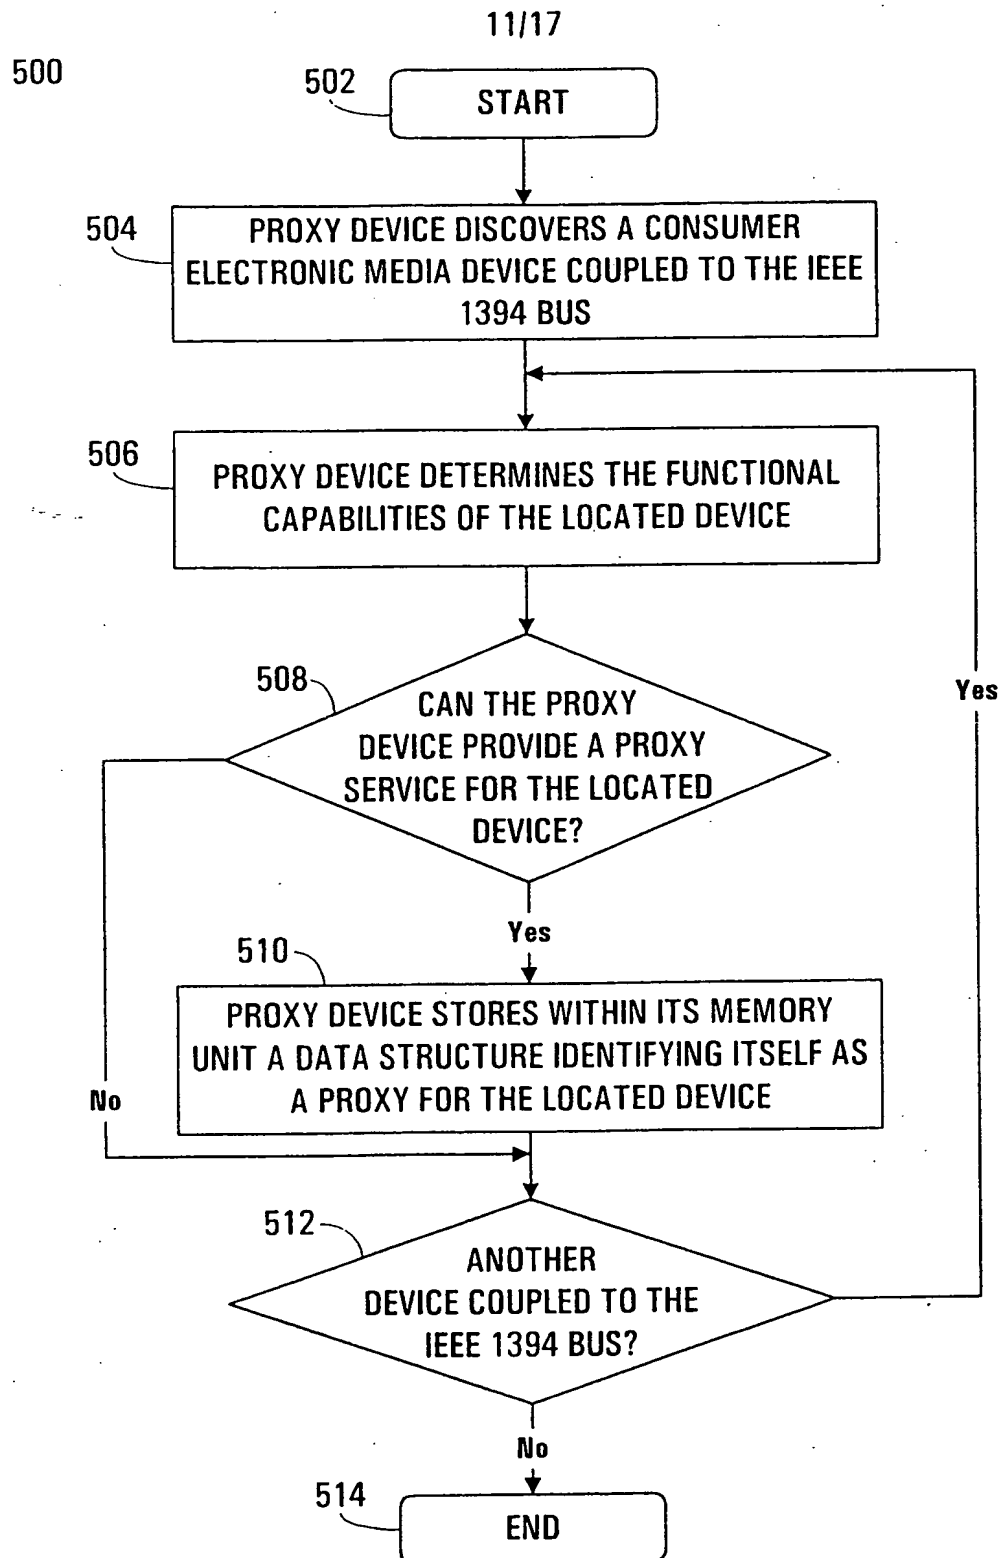 11/17
500
502
START
504
PROXY DEVICE DISCOVERS A CONSUMER
ELECTRONIC MEDIA DEVICE COUPLED TO THE IEEE
1394 BUS
506
PROXY DEVICE DETERMINES THE FUNCTIONAL
CAPABILITIES OF THE LOCATED DEVICE
508
CAN THE PROXY
DEVICE PROVIDE A PROXY
SERVICE FOR THE LOCATED
DEVICE?
Yes
Yes
510
PROXY DEVICE STORES WITHIN ITS MEMORY
UNIT A DATA STRUCTURE IDENTIFYING ITSELF AS
A PROXY FOR THE LOCATED DEVICE
No
512
ANOTHER
DEVICE COUPLED TO THE
IEEE 1394 BUS?
No
514
END